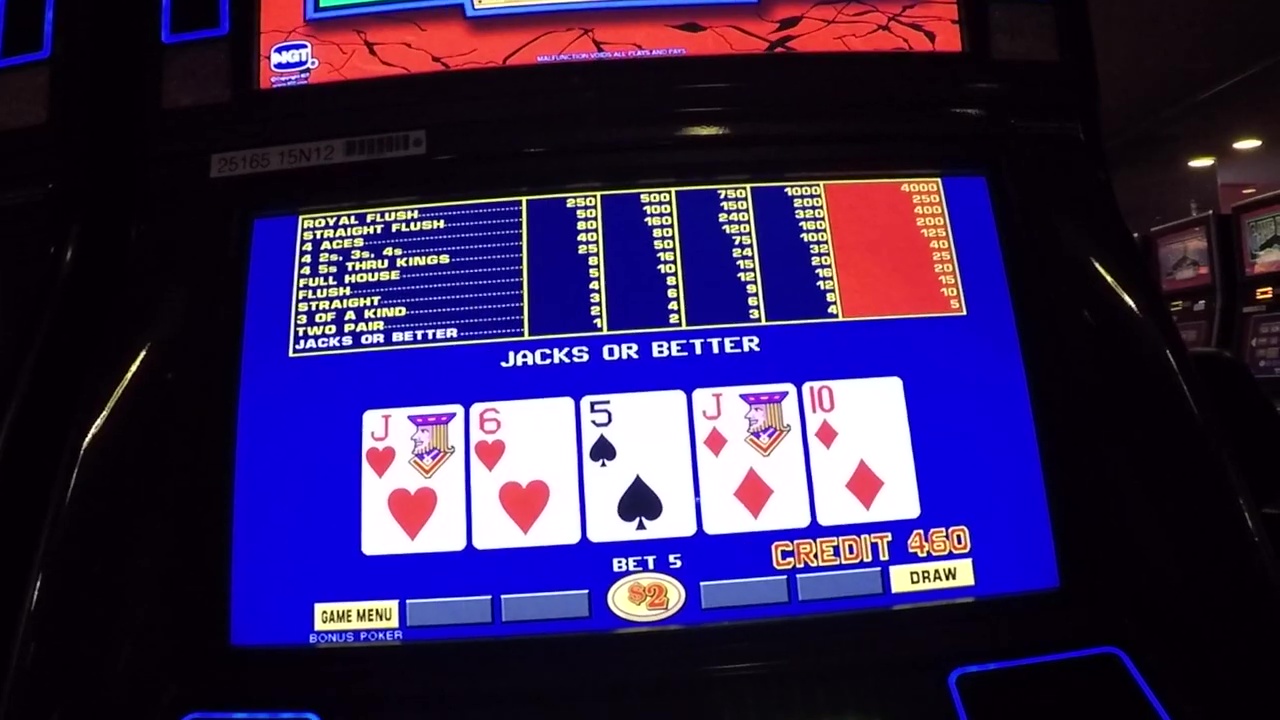 NGT
MALFUNCTION VOIDS ALL PLAYS AND PAYS
25165 15N12
ROYAL FLUSH 250 500 750 1000 4000
STRAIGHT FLUSH 50 100 150 200 250
4 ACES 80 160 240 320 400
4 2s, 3s, 4s 40 80 120 160 200
4 5s THRU KINGS 25 50 75 100 125
FULL HOUSE 8 16 24 32 40
FLUSH 5 10 15 20 25
STRAIGHT 4 8 12 16 20
3 OF A KIND 3 6 9 12 15
TWO PAIR 2 4 6 8 10
JACKS OR BETTER 1 2 3 4 5
JACKS OR BETTER
J 6 5 J 10
BET 5 CREDIT 460
GAME MENU $2 DRAW
BONUS POKER